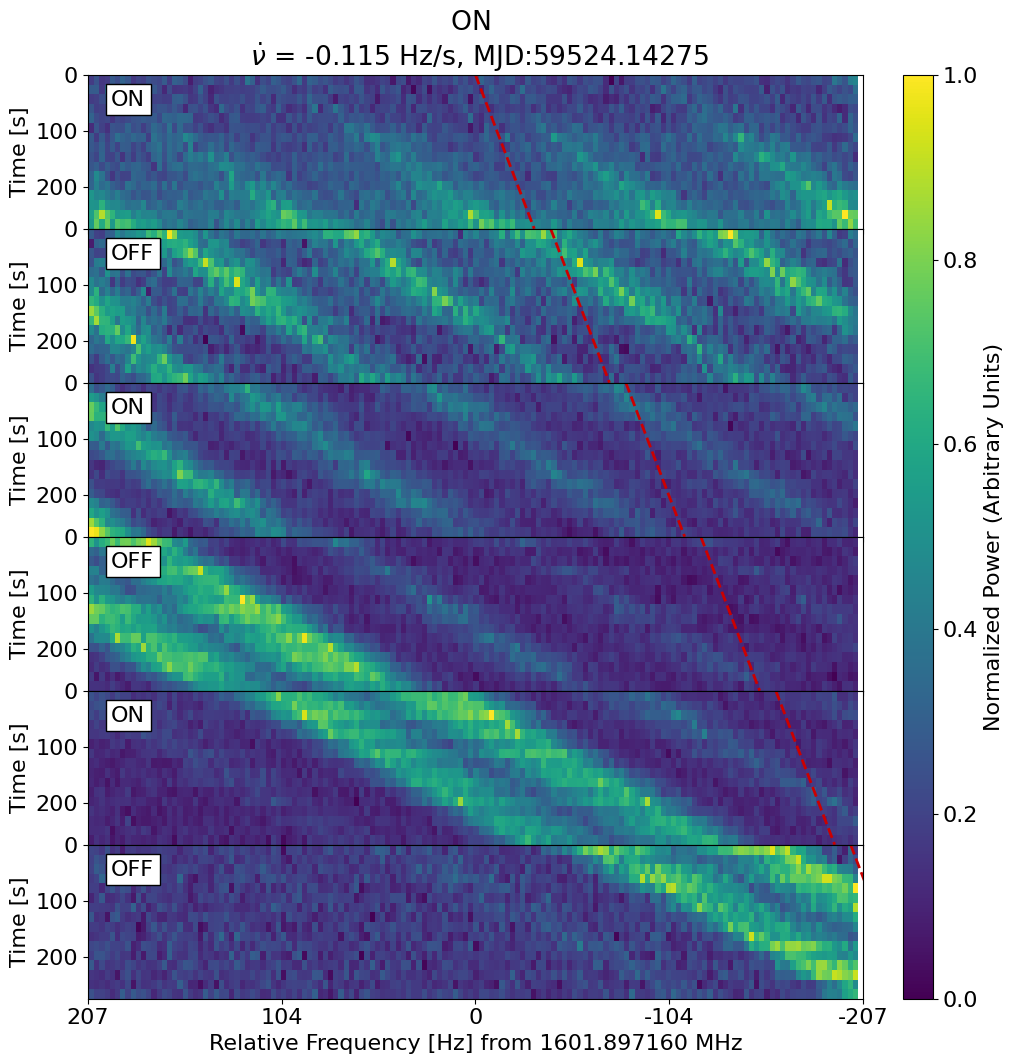 ON
ν̇ = -0.115 Hz/s, MJD:59524.14275
0
100
200
Time [s]
ON
0
100
200
Time [s]
OFF
0
100
200
Time [s]
ON
0
100
200
Time [s]
OFF
0
100
200
Time [s]
ON
0
100
200
Time [s]
OFF
207
104
0
-104
-207
Relative Frequency [Hz] from 1601.897160 MHz
1.0
0.8
0.6
0.4
0.2
0.0
Normalized Power (Arbitrary Units)